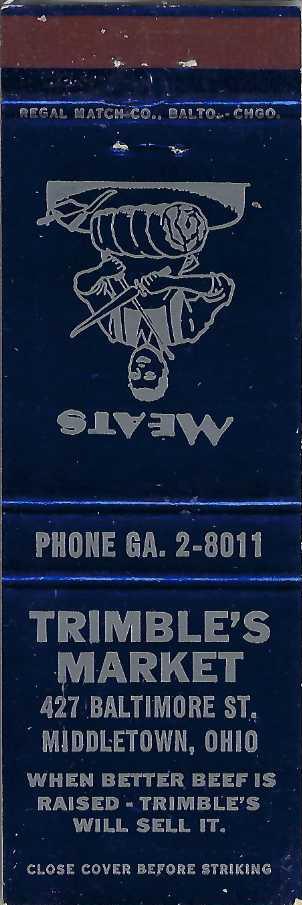 REGAL MATCH CO., BALTO.-CHGO.
MEATS
PHONE GA. 2-8011
TRIMBLE'S
MARKET
427 BALTIMORE ST.
MIDDLETOWN, OHIO
WHEN BETTER BEEF IS
RAISED - TRIMBLE'S
WILL SELL IT.
CLOSE COVER BEFORE STRIKING